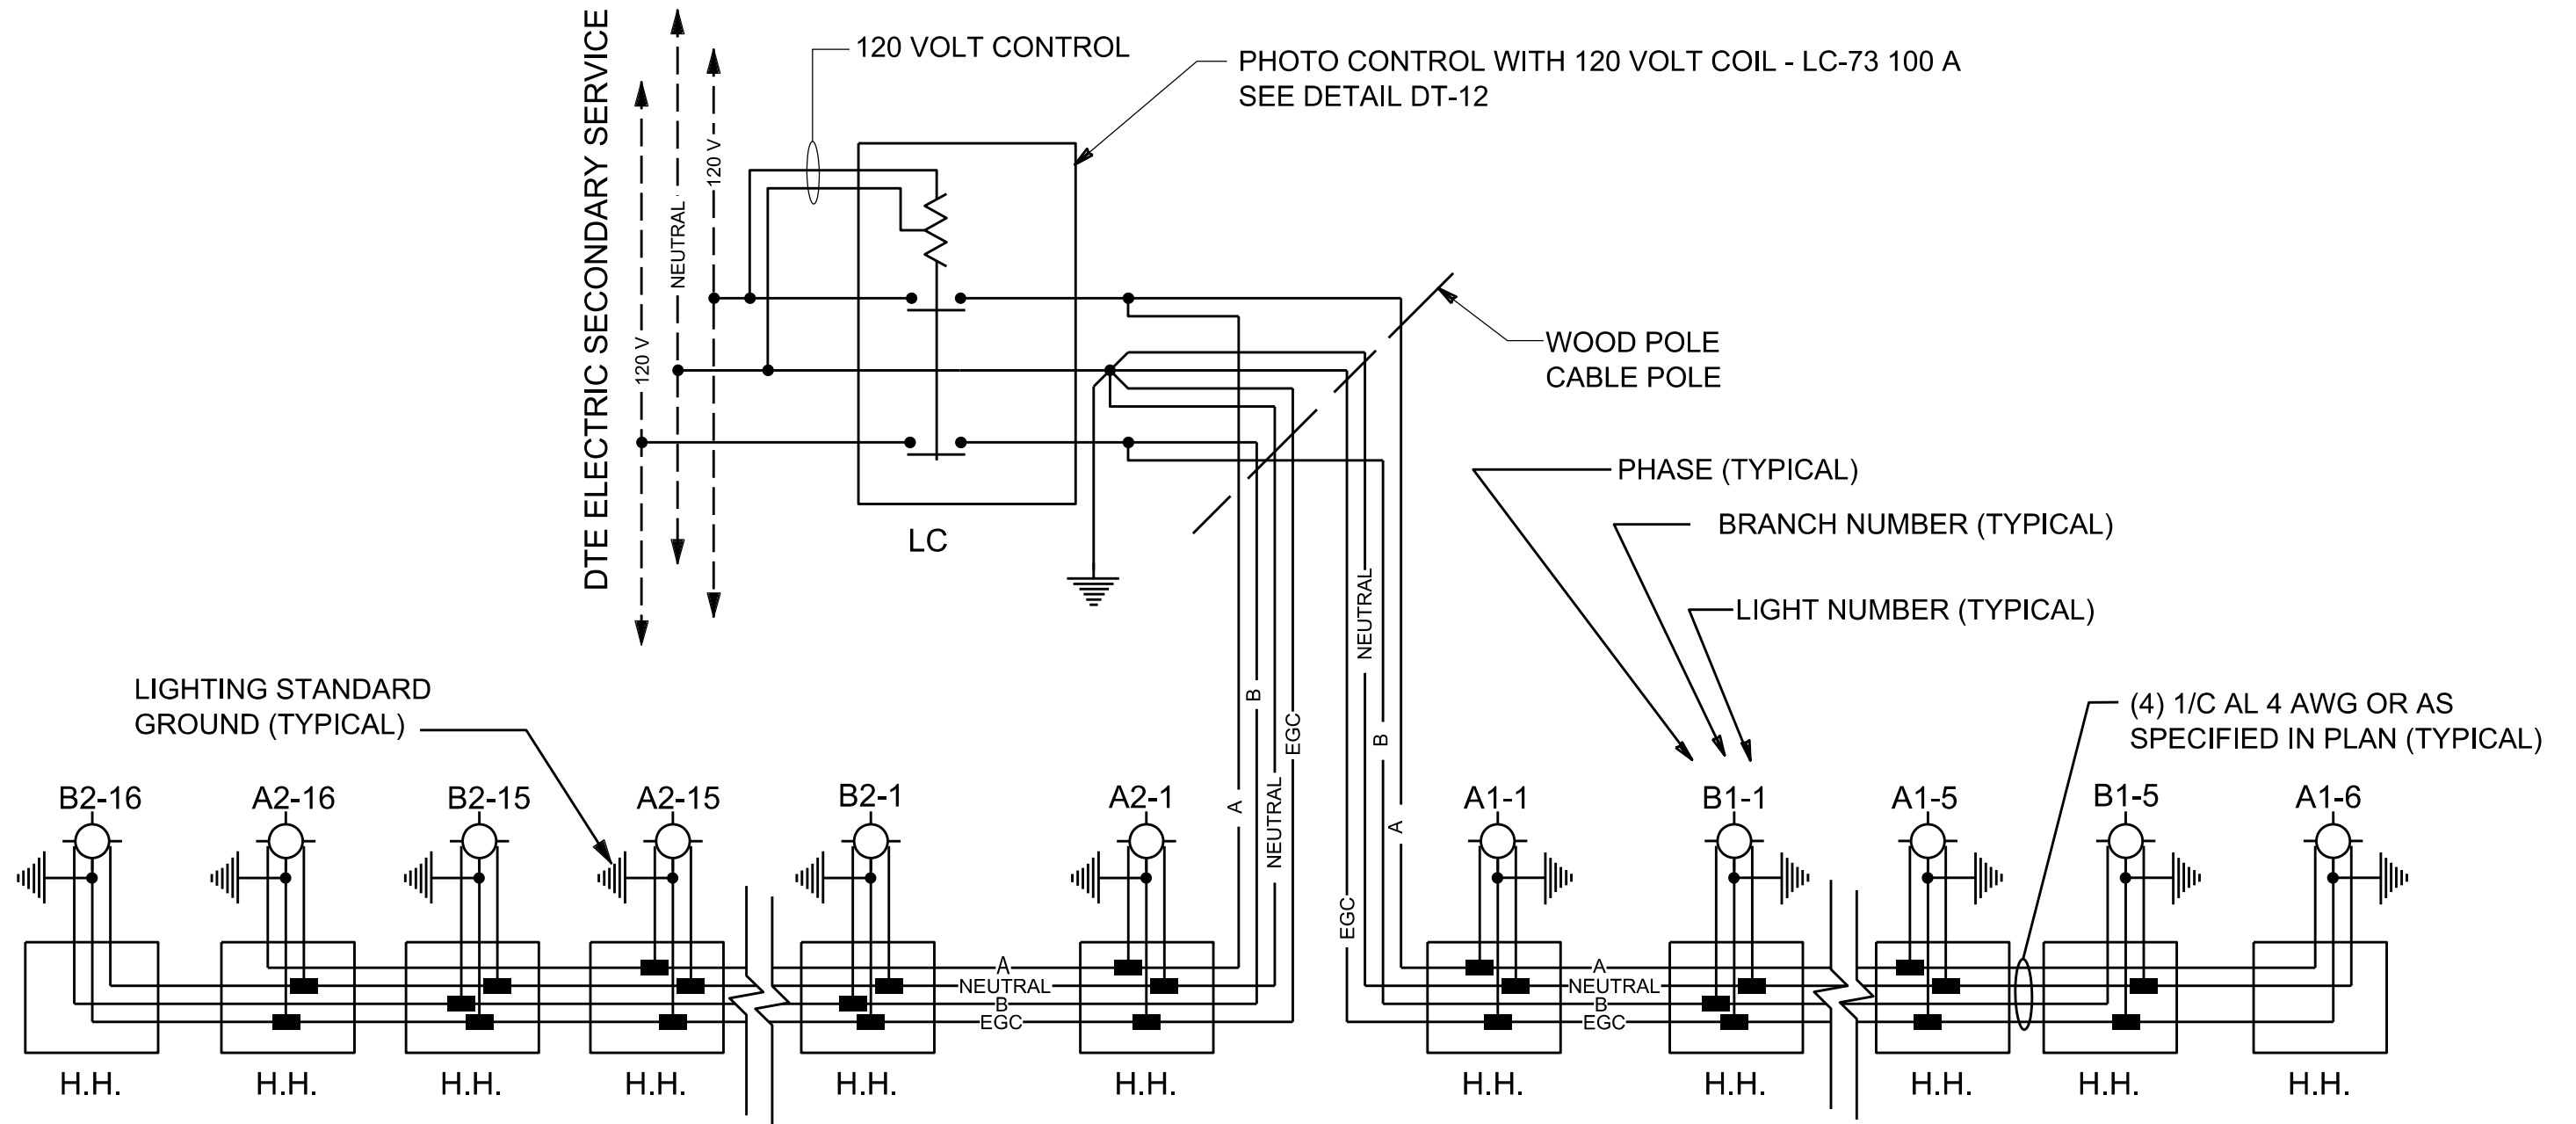 DTE ELECTRIC SECONDARY SERVICE
120 V
NEUTRAL
120 V
120 VOLT CONTROL
PHOTO CONTROL WITH 120 VOLT COIL - LC-73 100 A
SEE DETAIL DT-12
WOOD POLE
CABLE POLE
LC
PHASE (TYPICAL)
BRANCH NUMBER (TYPICAL)
LIGHT NUMBER (TYPICAL)
LIGHTING STANDARD
GROUND (TYPICAL)
(4) 1/C AL 4 AWG OR AS
SPECIFIED IN PLAN (TYPICAL)
A
B
NEUTRAL
EGC
EGC
NEUTRAL
B
A
B2-16
A2-16
B2-15
A2-15
B2-1
A2-1
A1-1
B1-1
A1-5
B1-5
A1-6
A
NEUTRAL
B
EGC
A
NEUTRAL
B
EGC
H.H.
H.H.
H.H.
H.H.
H.H.
H.H.
H.H.
H.H.
H.H.
H.H.
H.H.